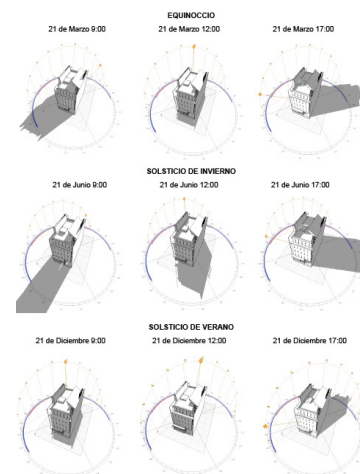 EQUINOCCIO
21 de Marzo 9:00
21 de Marzo 12:00
21 de Marzo 17:00
SOLSTICIO DE INVIERNO
21 de Junio 9:00
21 de Junio 12:00
21 de Junio 17:00
SOLSTICIO DE VERANO
21 de Diciembre 9:00
21 de Diciembre 12:00
21 de Diciembre 17:00